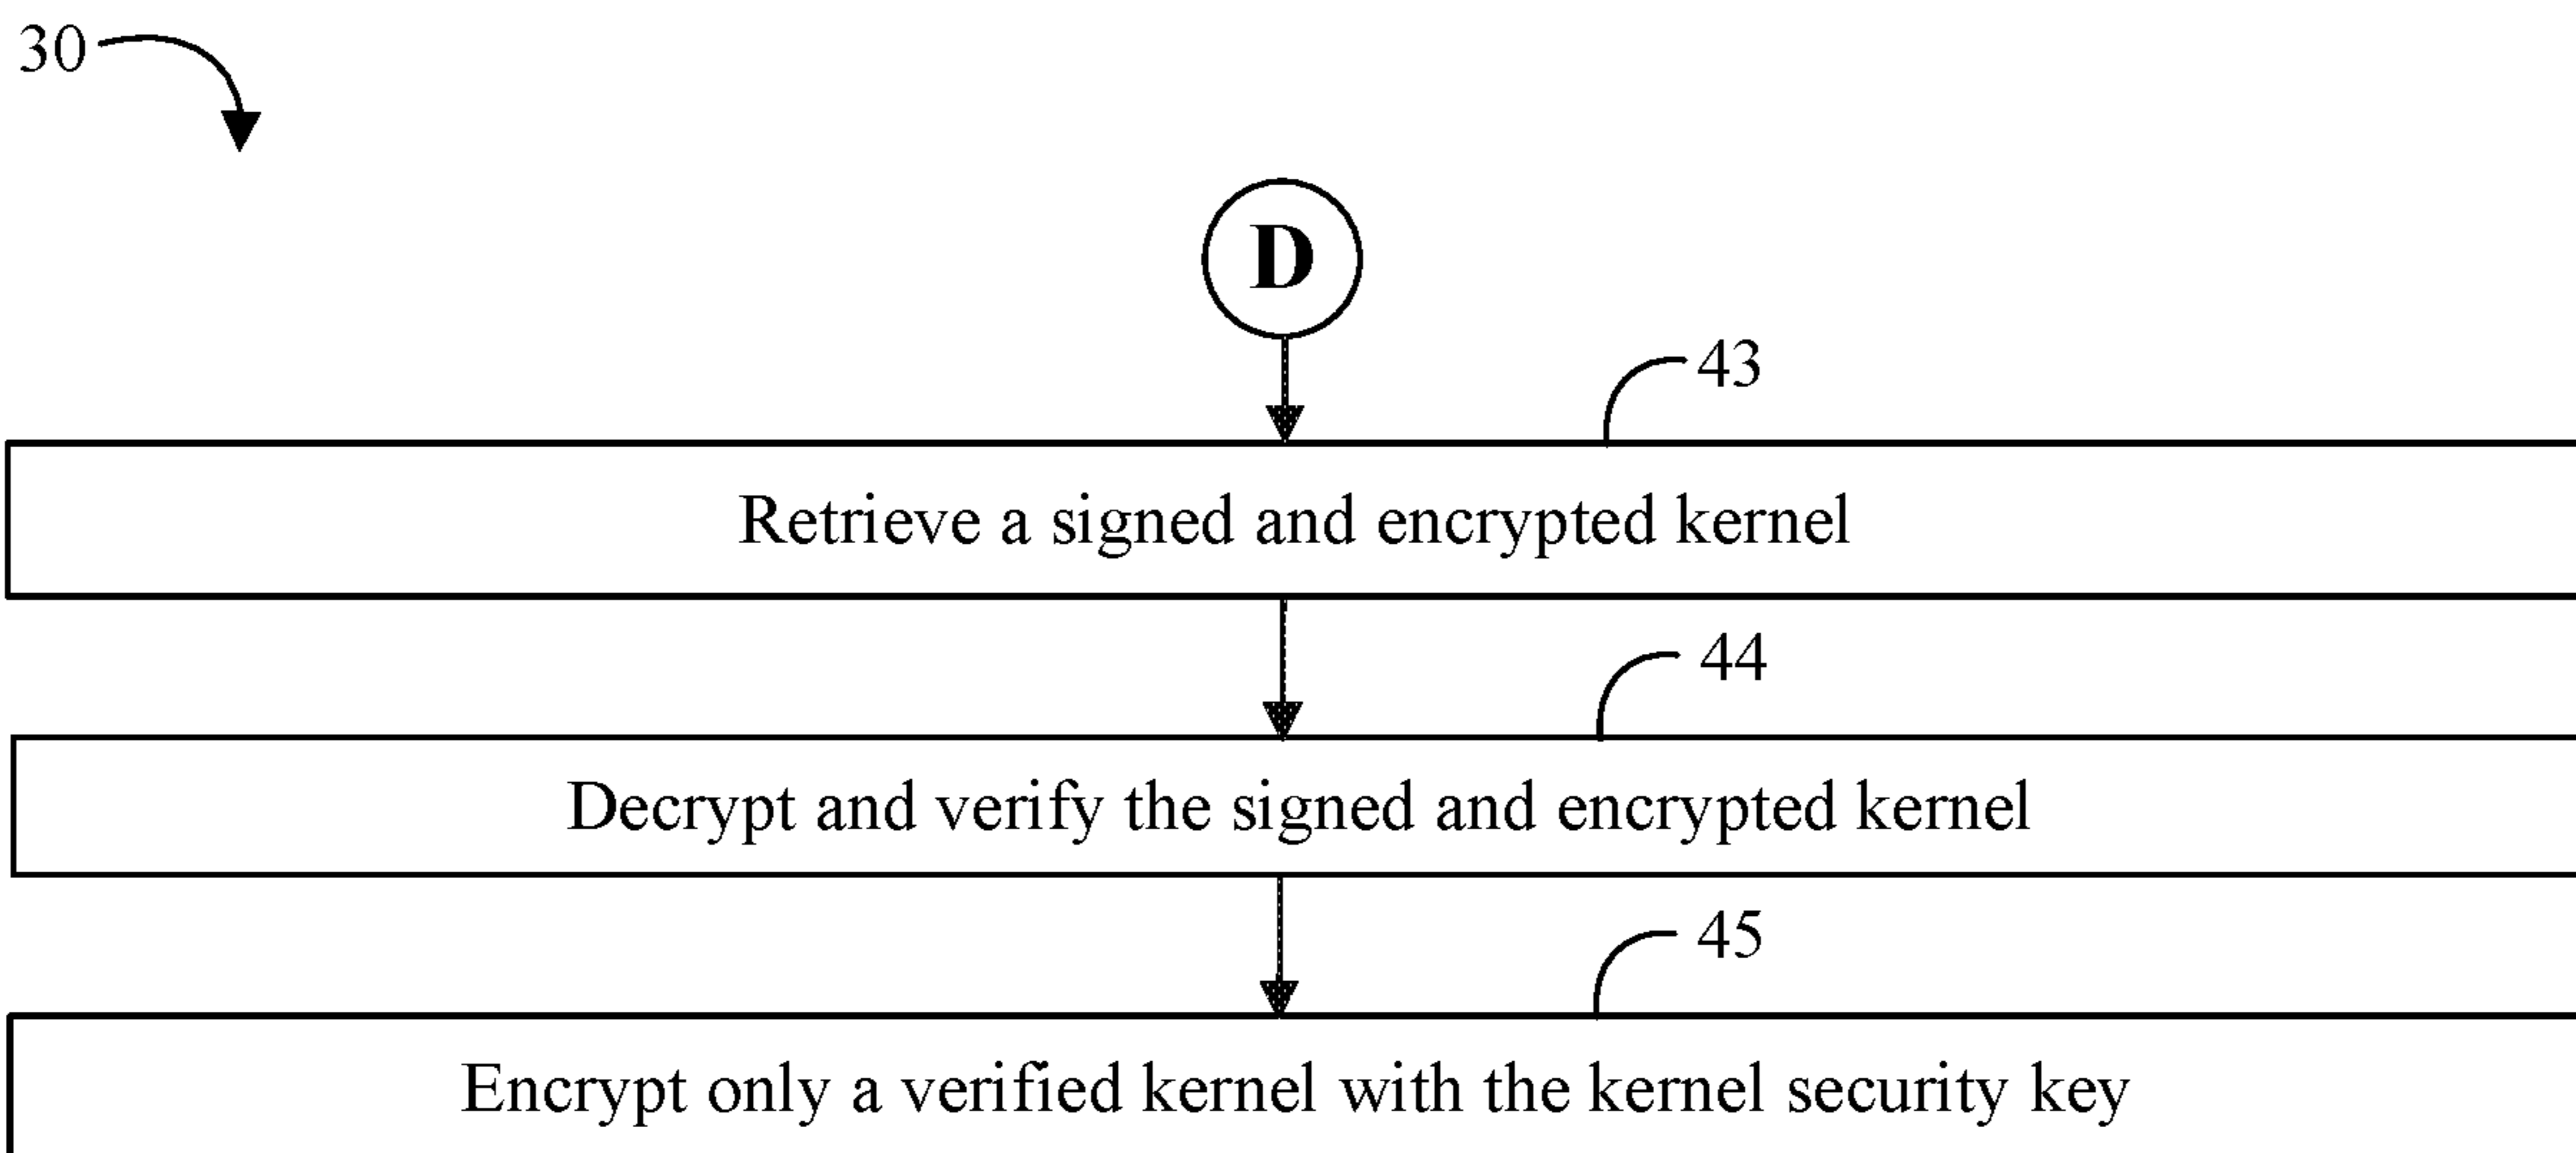 30
D
43
Retrieve a signed and encrypted kernel
44
Decrypt and verify the signed and encrypted kernel
45
Encrypt only a verified kernel with the kernel security key